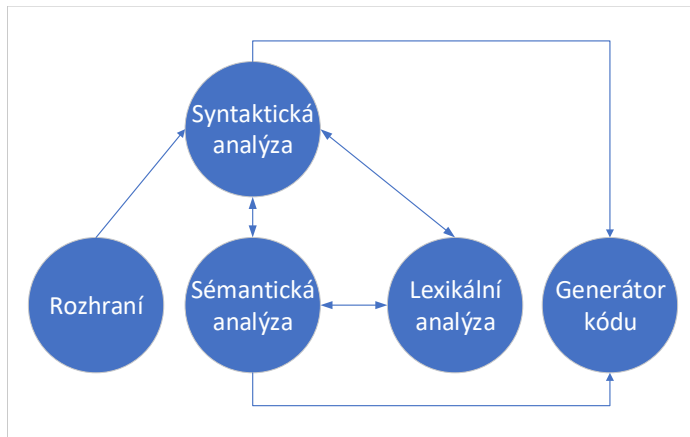 Syntaktická
analýza
Rozhraní
Sémantická
analýza
Lexikální
analýza
Generátor
kódu